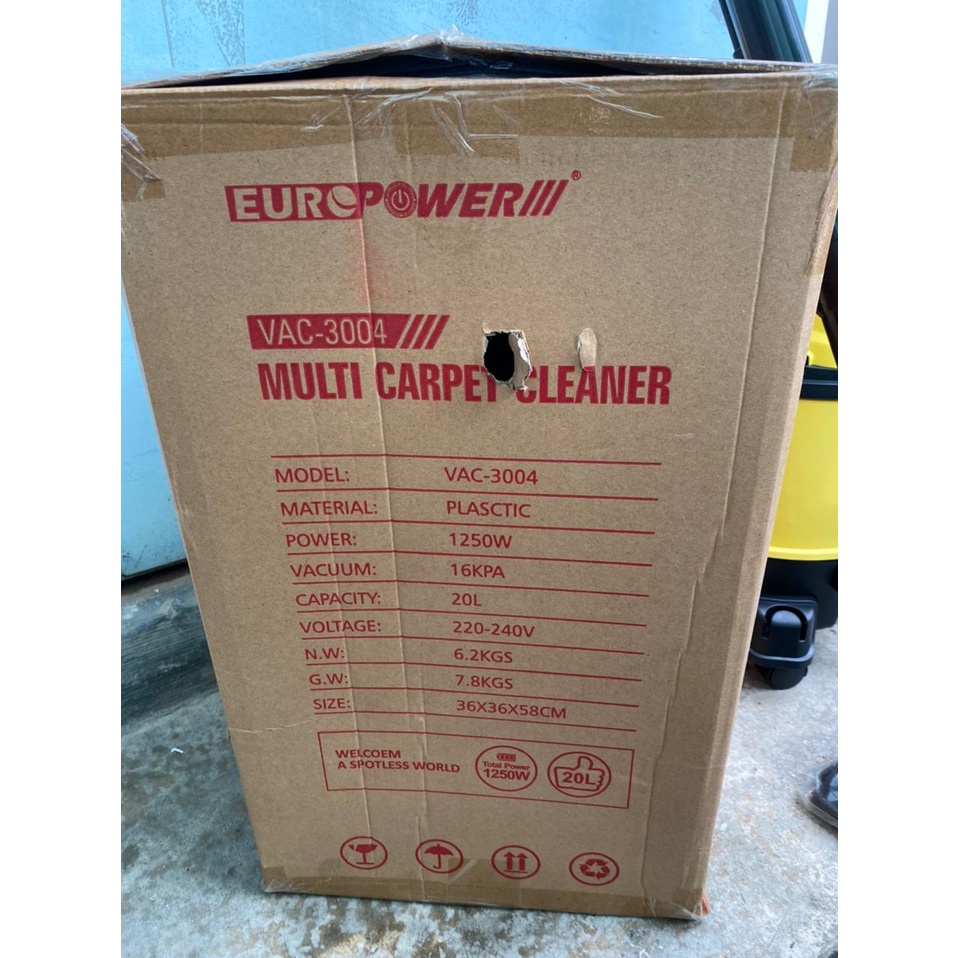 EUROPOWER®
VAC-3004
MULTI CARPET CLEANER
MODEL: VAC-3004
MATERIAL: PLASCTIC
POWER: 1250W
VACUUM: 16KPA
CAPACITY: 20L
VOLTAGE: 220-240V
N.W: 6.2KGS
G.W: 7.8KGS
SIZE: 36X36X58CM
WELCOEM
A SPOTLESS WORLD
Total Power
1250W
20L